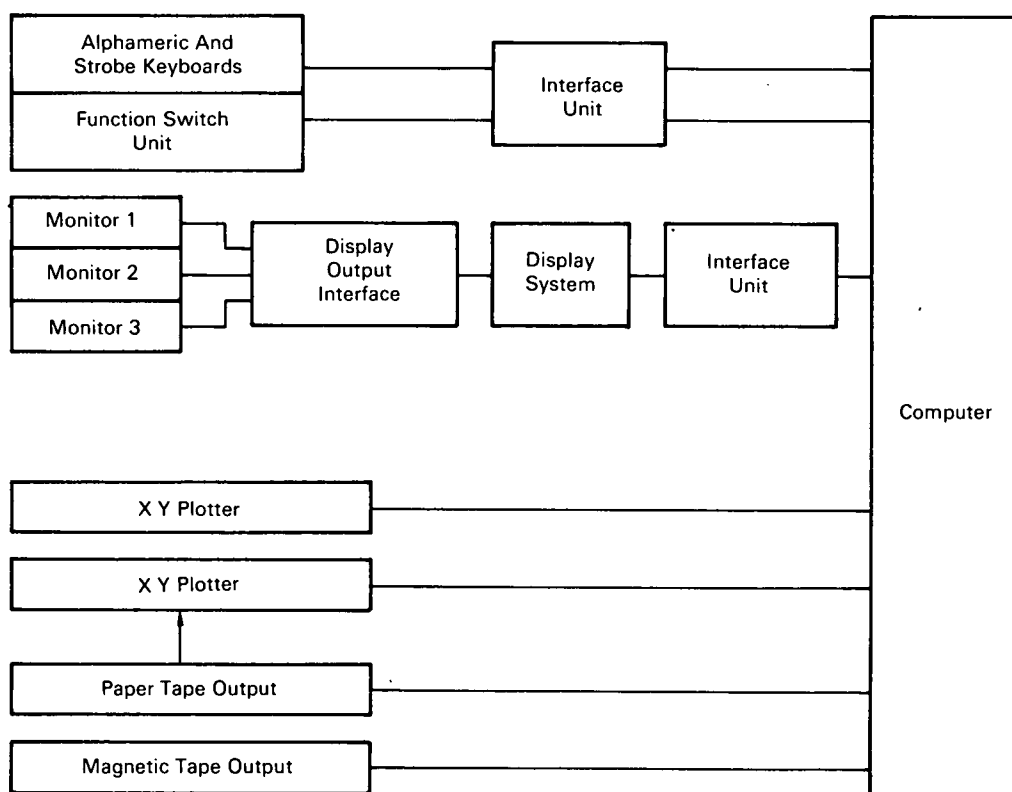 Alphameric And
Strobe Keyboards
Function Switch
Unit
Interface
Unit
Monitor 1
Monitor 2
Monitor 3
Display
Output
Interface
Display
System
Interface
Unit
Computer
X Y Plotter
X Y Plotter
Paper Tape Output
Magnetic Tape Output